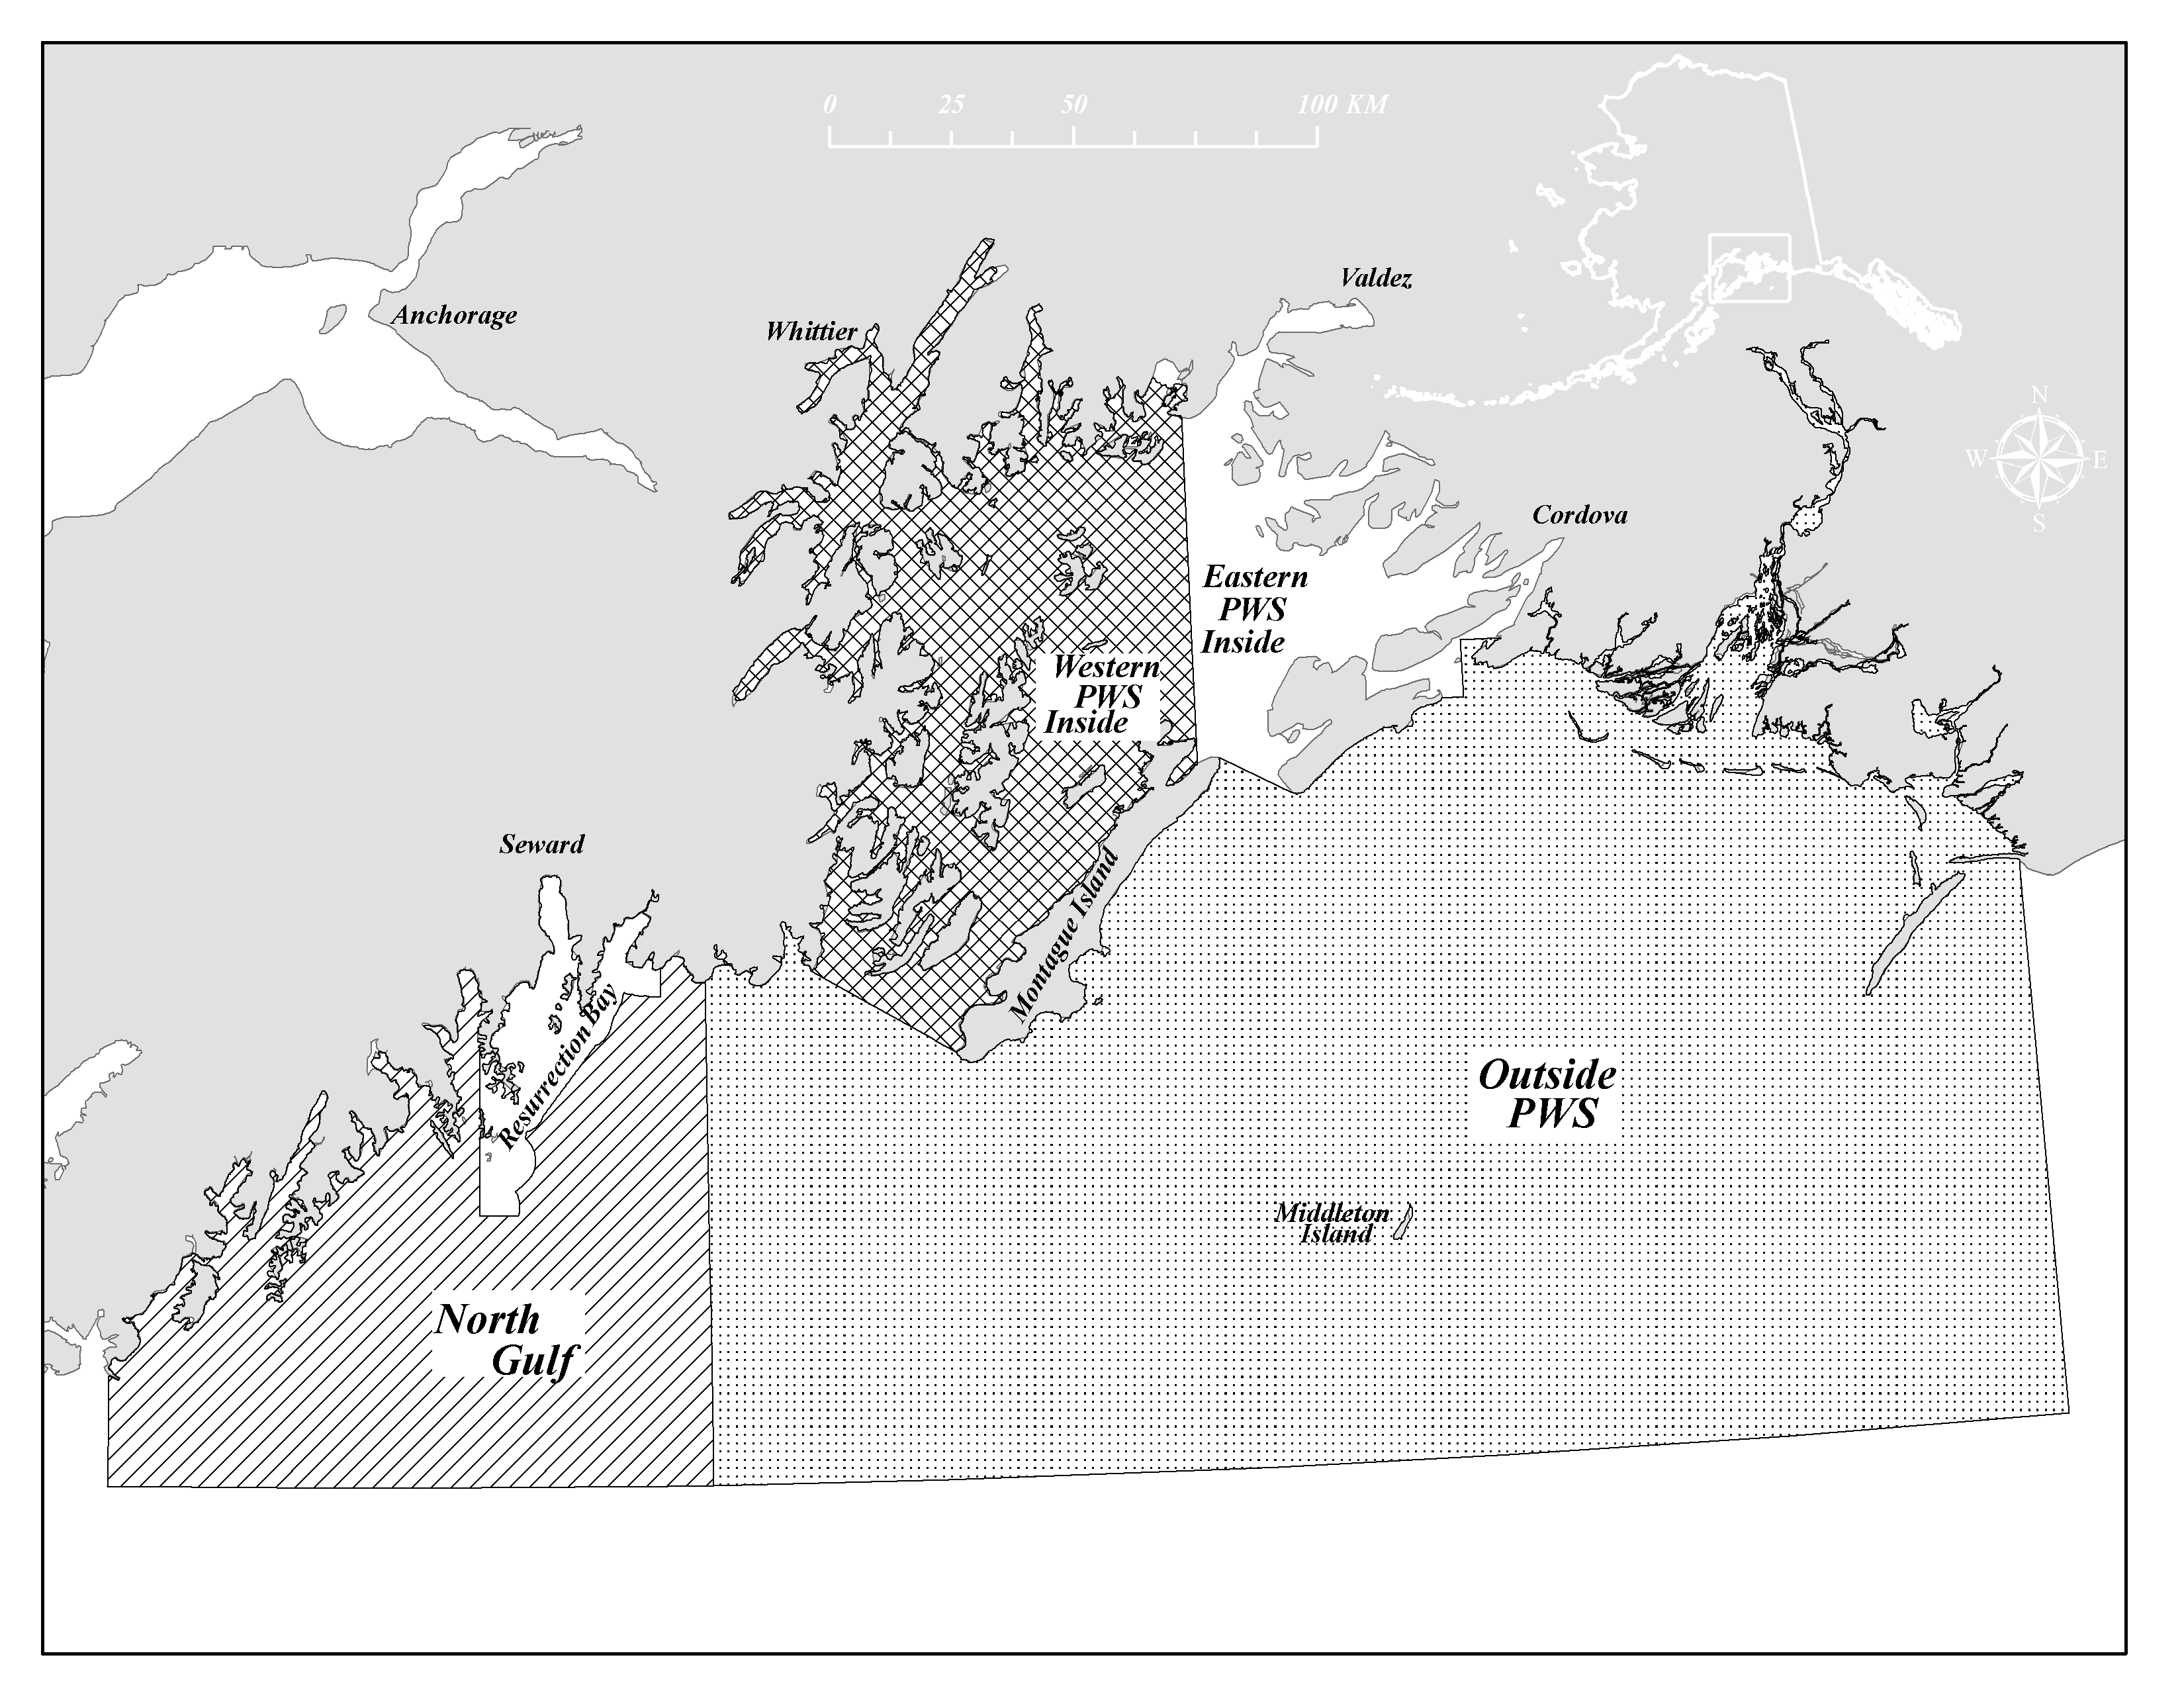 0 25 50 100 KM
Valdez
Anchorage
Whittier
N
W E
S
Cordova
Eastern
PWS
Inside
Western
PWS
Inside
Seward
Montague Island
Resurrection Bay
Outside
PWS
Middleton
Island
North
Gulf